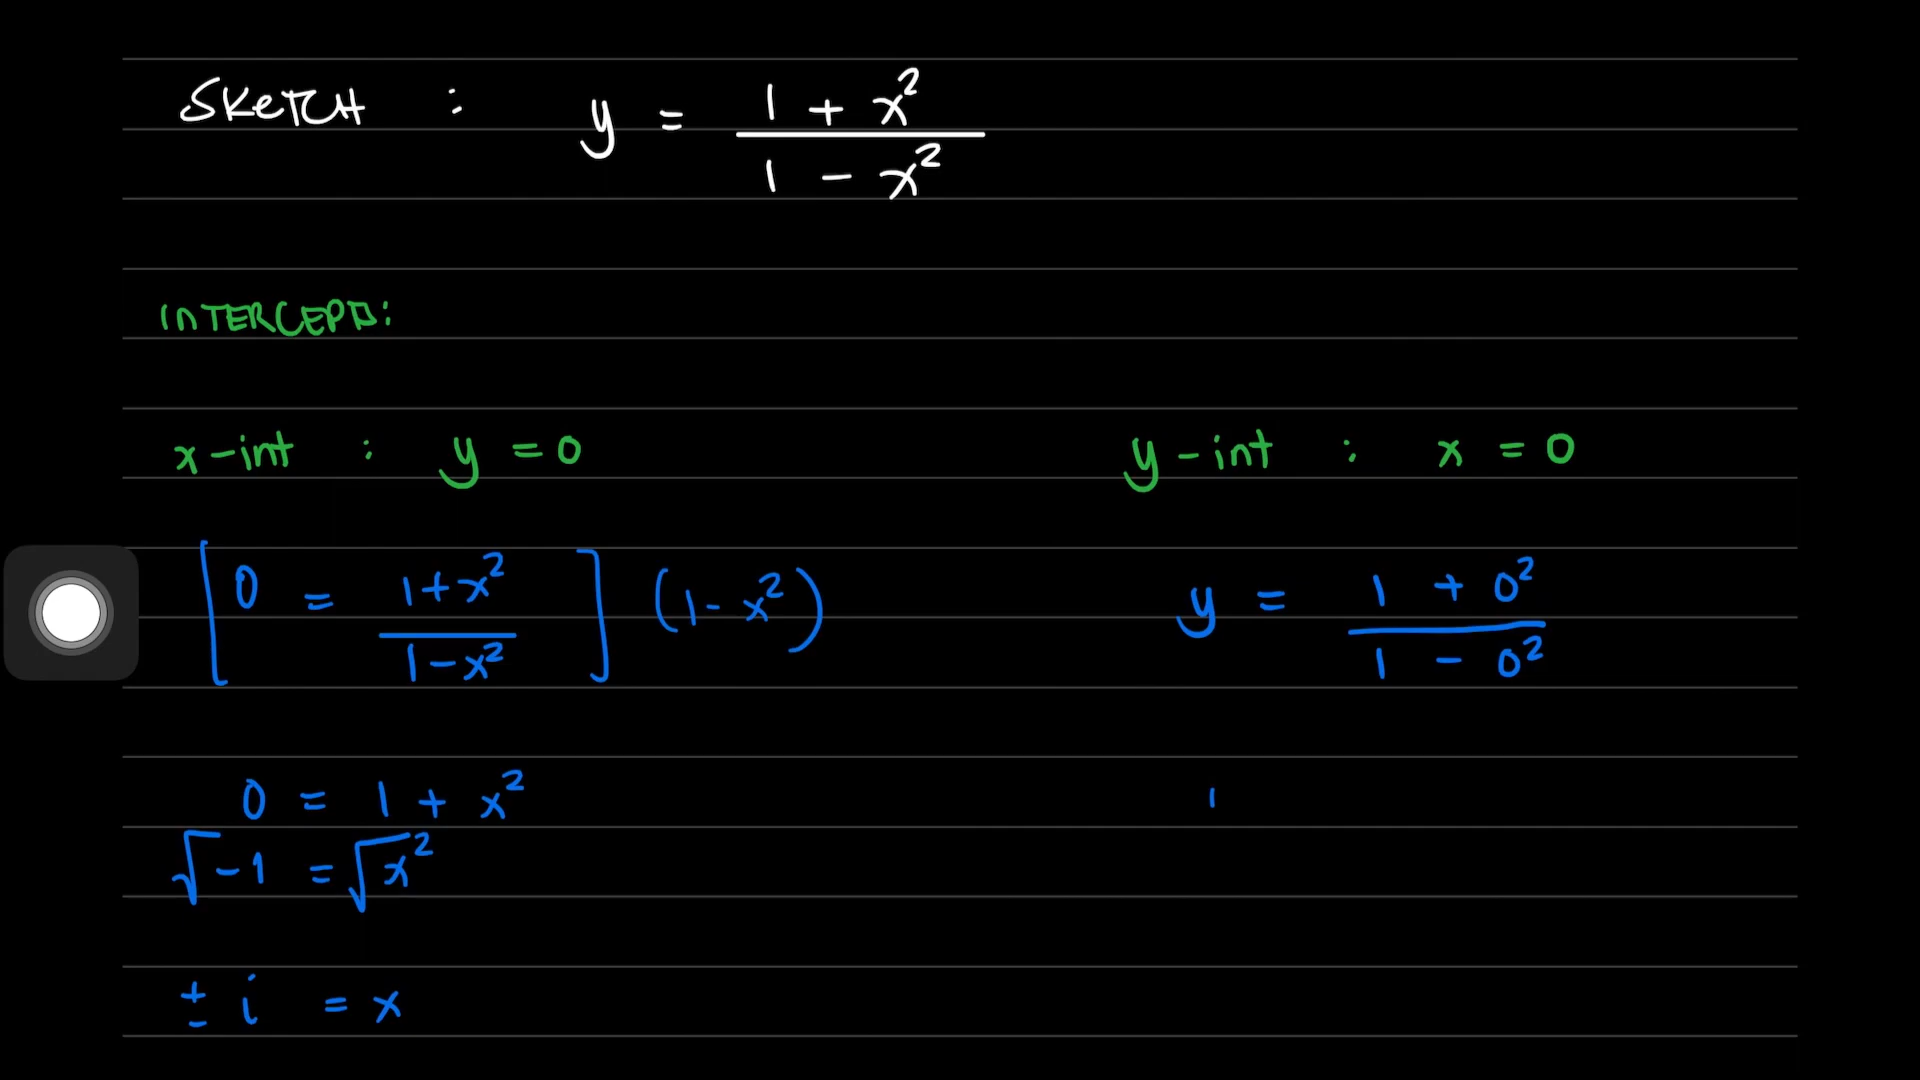 SKETCH : y = (1 + x²)/(1 - x²)
INTERCEPTS:
x-int : y = 0
[0 = (1+x²)/(1-x²)] (1-x²)
0 = 1 + x²
√-1 = √x²
± i = x
y-int : x = 0
y = (1 + 0²)/(1 - 0²)